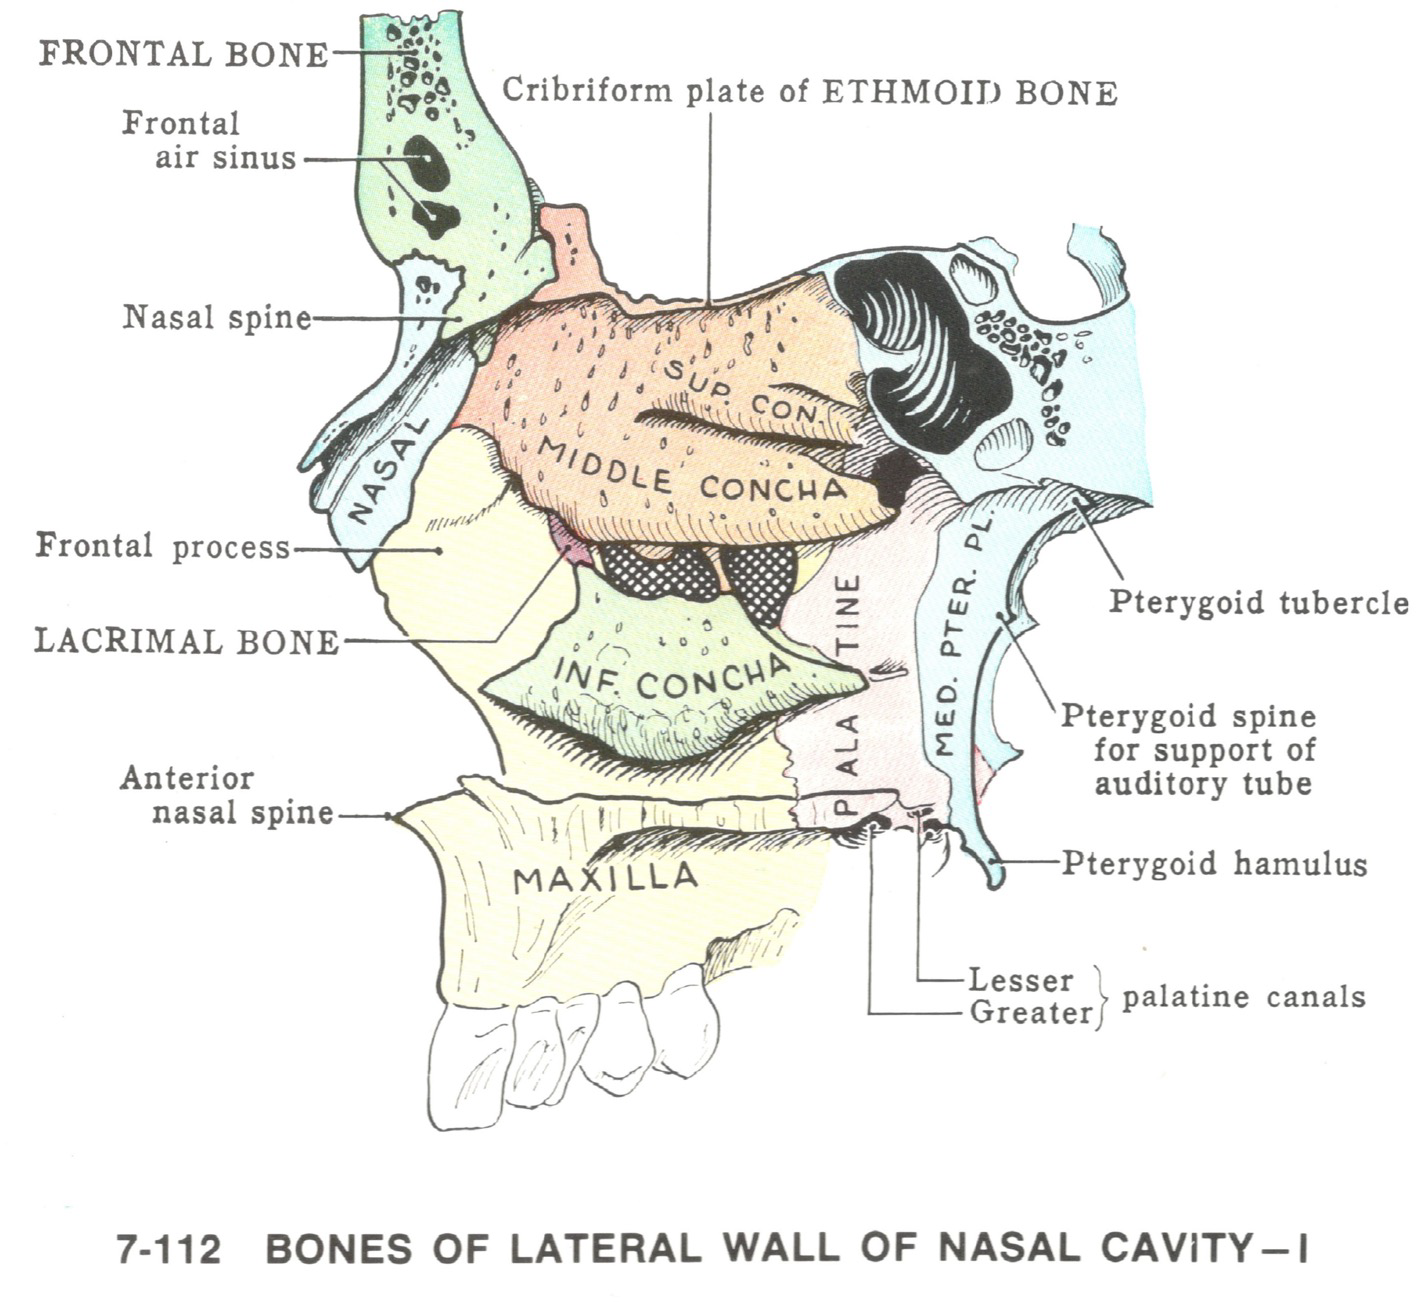 FRONTAL BONE
Cribriform plate of ETHMOID BONE
Frontal
air sinus
Nasal spine
SUP. CON.
MIDDLE CONCHA
NASAL
Frontal process
LACRIMAL BONE
INF. CONCHA
PALATINE
MED. PTER. PL.
Pterygoid tubercle
Pterygoid spine
for support of
auditory tube
Anterior
nasal spine
MAXILLA
Pterygoid hamulus
Lesser
Greater
palatine canals
7-112 BONES OF LATERAL WALL OF NASAL CAVITY—I